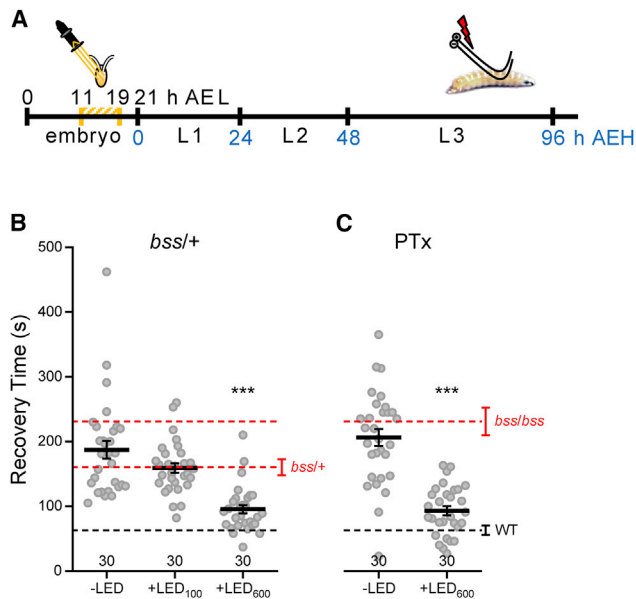 A
0 11 19 21 h AEL
embryo L1 L2 L3
0 24 48 96 h AEH
B
bss/+
C
PTx
Recovery Time (s)
500
400
300
200
100
0
***
***
bss/bss
bss/+
WT
30 30 30
30 30
-LED +LED100 +LED600
-LED +LED600